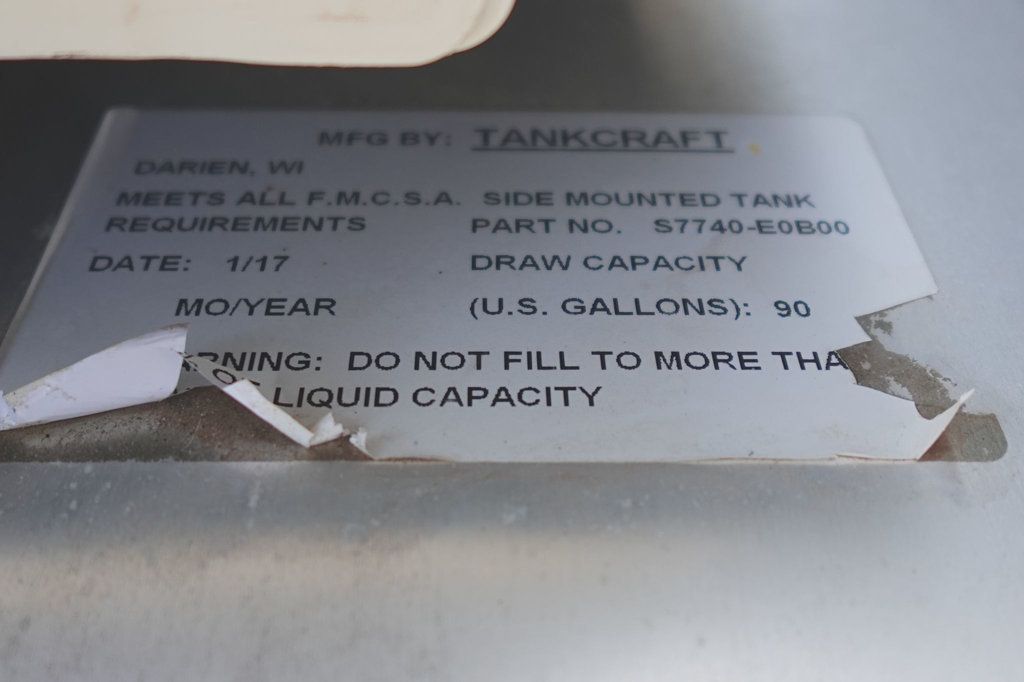 MFG BY: TANKCRAFT
DARIEN, WI
MEETS ALL F.M.C.S.A. SIDE MOUNTED TANK
REQUIREMENTS PART NO. S7740-E0B00
DATE: 1/17 DRAW CAPACITY
MO/YEAR (U.S. GALLONS): 90
RNING: DO NOT FILL TO MORE THA
LIQUID CAPACITY